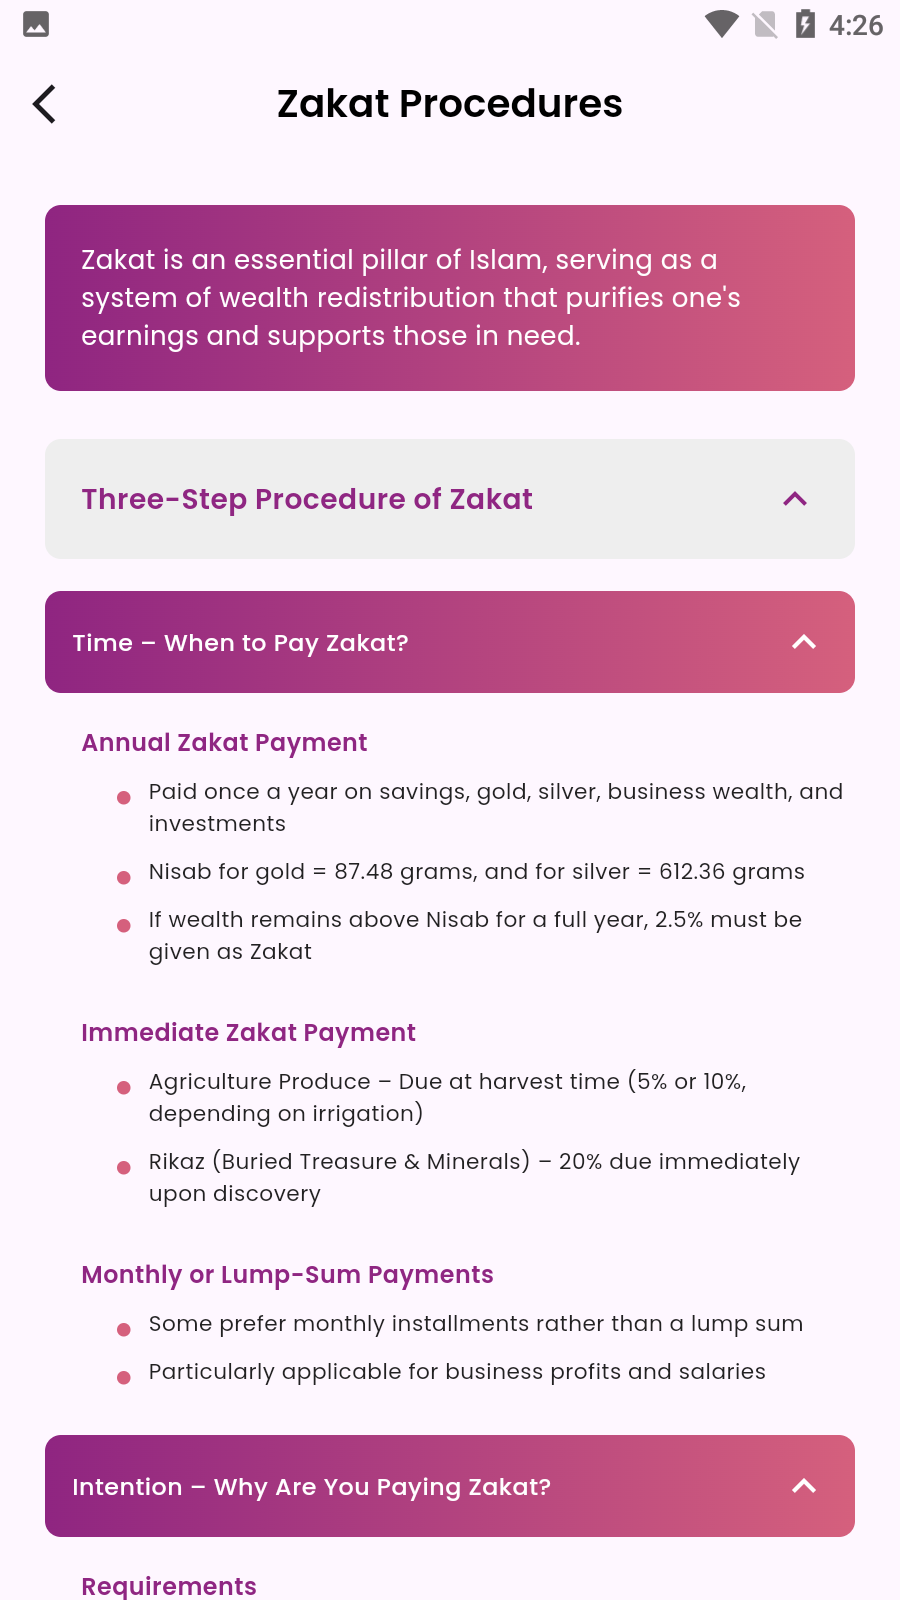 4:26
Zakat Procedures
Zakat is an essential pillar of Islam, serving as a
system of wealth redistribution that purifies one's
earnings and supports those in need.
Three-Step Procedure of Zakat
Time – When to Pay Zakat?
Annual Zakat Payment
Paid once a year on savings, gold, silver, business wealth, and
investments
Nisab for gold = 87.48 grams, and for silver = 612.36 grams
If wealth remains above Nisab for a full year, 2.5% must be
given as Zakat
Immediate Zakat Payment
Agriculture Produce – Due at harvest time (5% or 10%,
depending on irrigation)
Rikaz (Buried Treasure & Minerals) – 20% due immediately
upon discovery
Monthly or Lump-Sum Payments
Some prefer monthly installments rather than a lump sum
Particularly applicable for business profits and salaries
Intention – Why Are You Paying Zakat?
Requirements